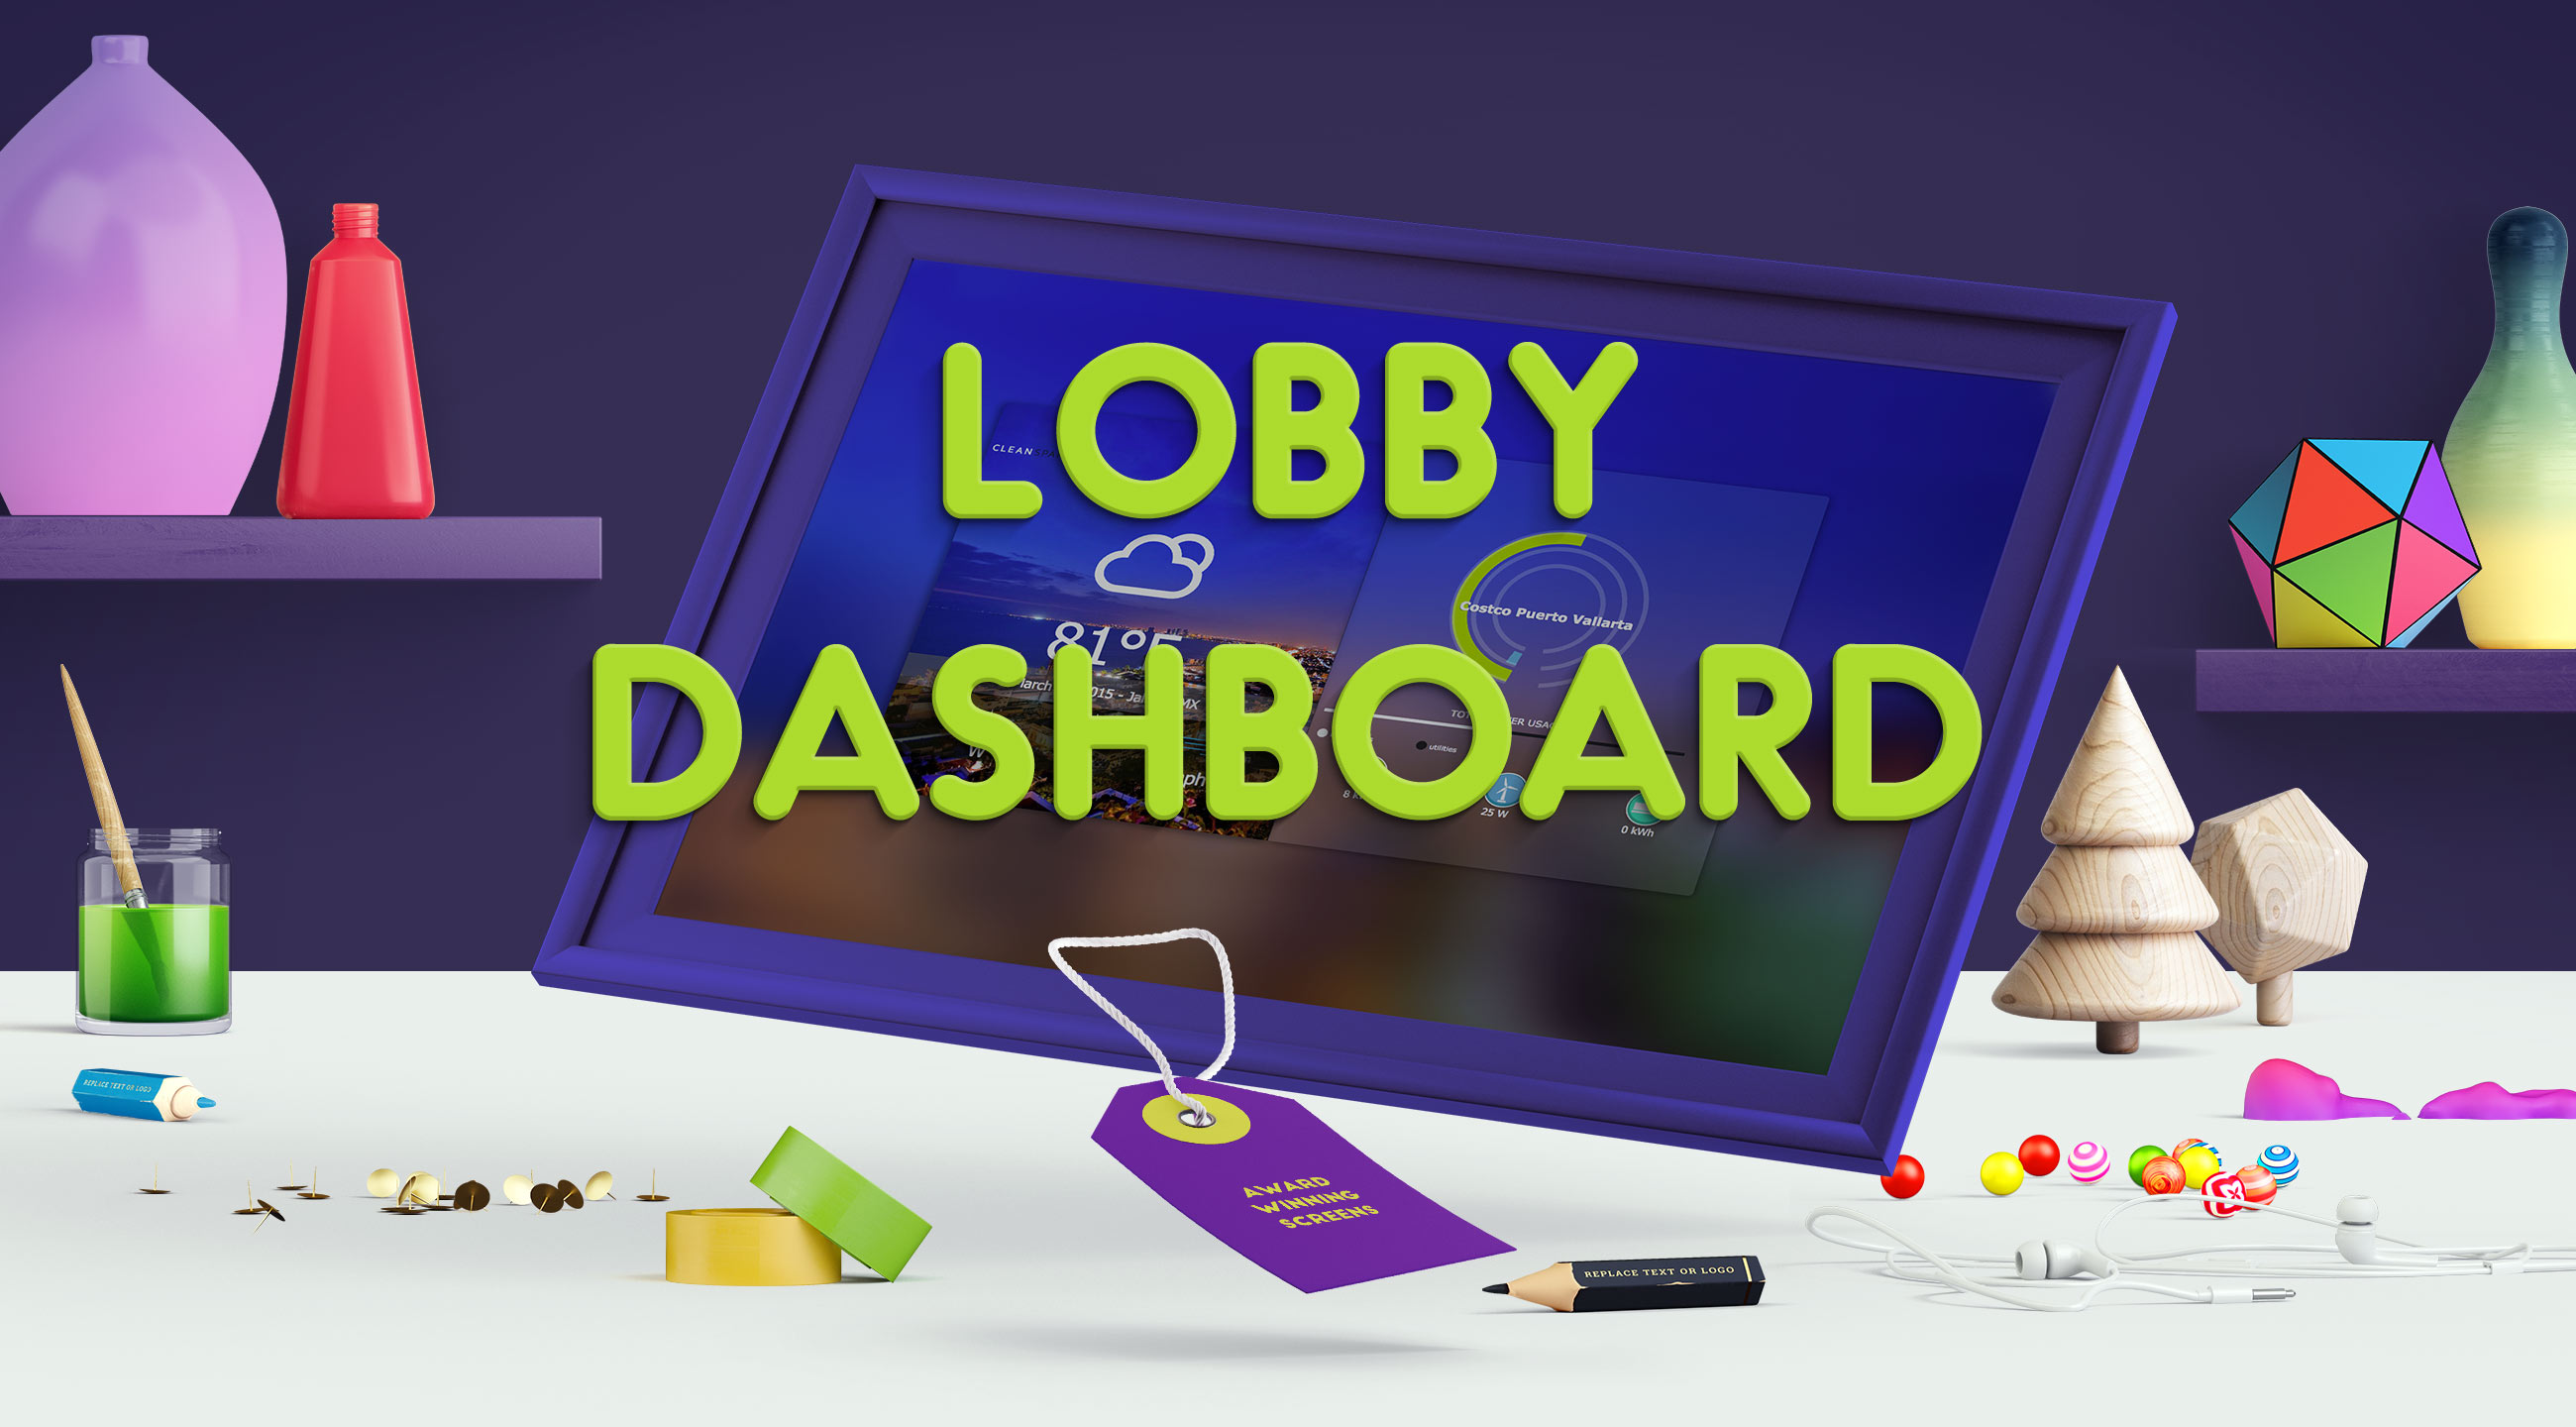 LOBBY
CLEAN
Costco Puerto Vallarta
81°F
DASHBOARD
2015
utilities
25 W
0 kWh
REPLACE TEXT OR LOGO
AWARD
WINNING
SCREENS
REPLACE TEXT OR LOGO